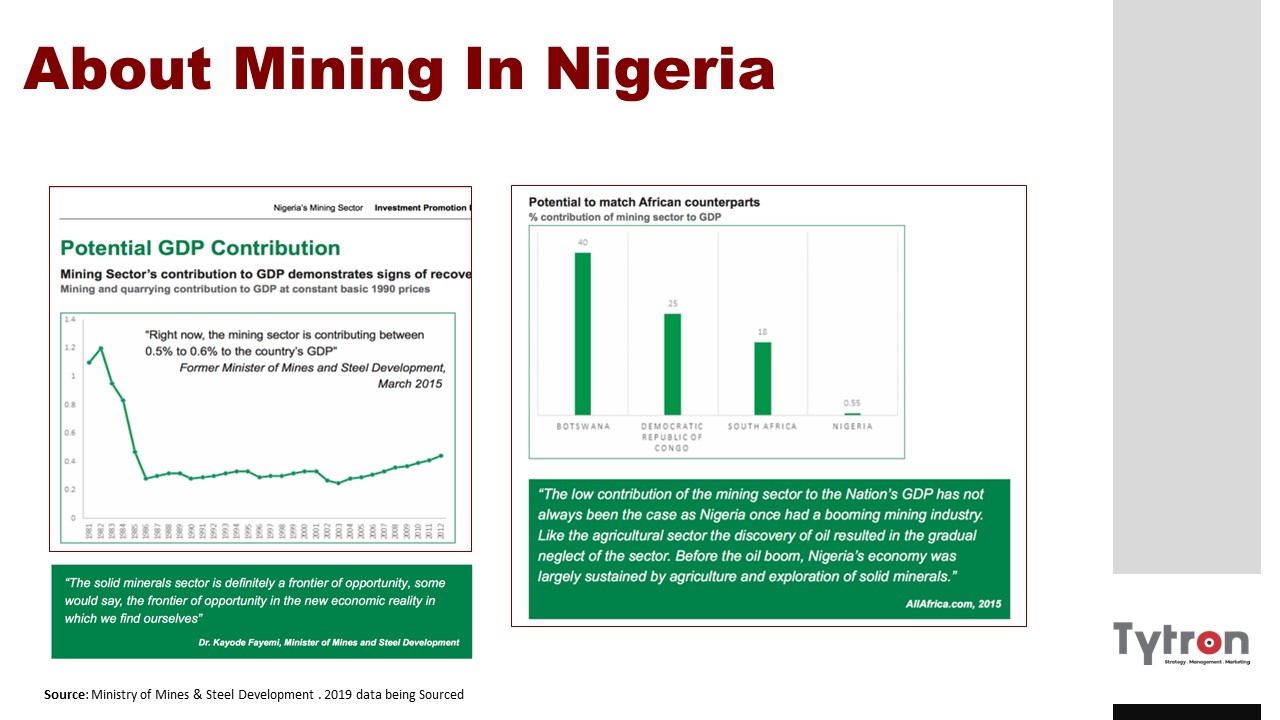 About Mining In Nigeria
Nigeria's Mining Sector Investment Promotion
Potential GDP Contribution
Mining Sector's contribution to GDP demonstrates signs of recove
Mining and quarrying contribution to GDP at constant basic 1990 prices
1.4
1.2
1
0.8
0.6
0.4
0.2
0
"Right now, the mining sector is contributing between
0.5% to 0.6% to the country's GDP"
Former Minister of Mines and Steel Development,
March 2015
1981 1982 1983 1984 1985 1986 1987 1988 1989 1990 1991 1992 1993 1994 1995 1996 1997 1998 1999 2000 2001 2002 2003 2004 2005 2006 2007 2008 2009 2010 2011 2012
"The solid minerals sector is definitely a frontier of opportunity, some
would say, the frontier of opportunity in the new economic reality in
which we find ourselves"
Dr. Kayode Fayemi, Minister of Mines and Steel Development
Potential to match African counterparts
% contribution of mining sector to GDP
40
25
18
0.55
BOTSWANA
DEMOCRATIC
REPUBLIC OF
CONGO
SOUTH AFRICA
NIGERIA
"The low contribution of the mining sector to the Nation's GDP has not
always been the case as Nigeria once had a booming mining industry.
Like the agricultural sector the discovery of oil resulted in the gradual
neglect of the sector. Before the oil boom, Nigeria's economy was
largely sustained by agriculture and exploration of solid minerals."
AllAfrica.com, 2015
Source: Ministry of Mines & Steel Development . 2019 data being Sourced
Tytron
Strategy . Management . Marketing